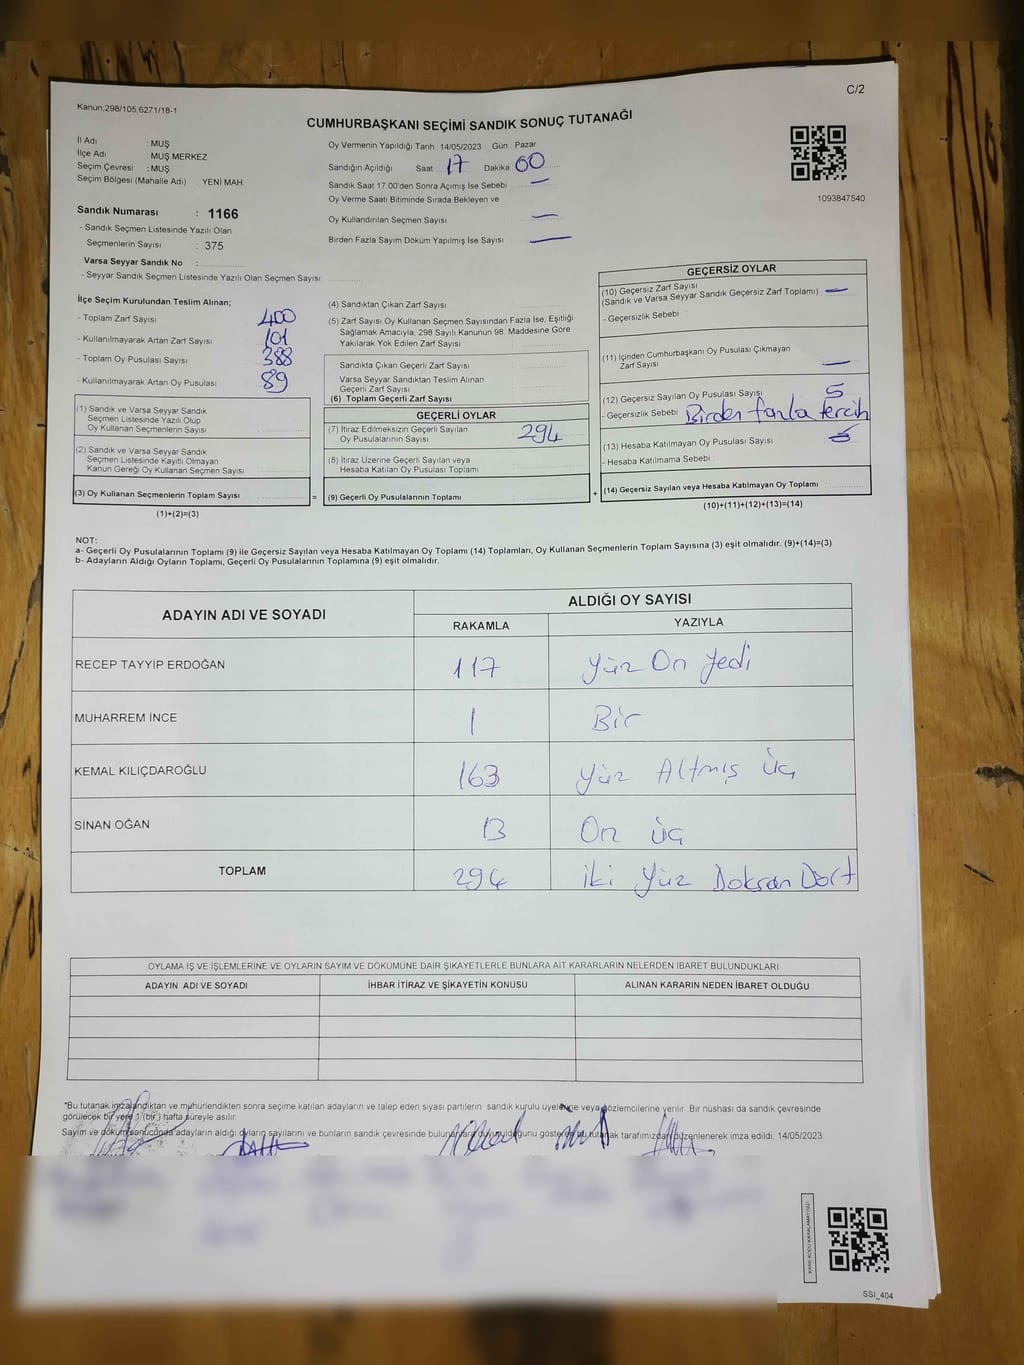 C/2
Kanun;298/105;6271/18-1
CUMHURBAŞKANI SEÇİMİ SANDIK SONUÇ TUTANAĞI
İl Adı : MUŞ
İlçe Adı : MUŞ MERKEZ
Seçim Çevresi : MUŞ
Seçim Bölgesi (Mahalle Adı) : YENİ MAH.
Sandık Numarası : 1166
- Sandık Seçmen Listesinde Yazılı Olan
Seçmenlerin Sayısı : 375
Varsa Seyyar Sandık No :
- Seyyar Sandık Seçmen Listesinde Yazılı Olan Seçmen Sayısı:
Oy Vermenin Yapıldığı Tarih : 14/05/2023 Gün : Pazar
Sandığın Açıldığı Saat : 17 Dakika 00
Sandık Saat 17:00'den Sonra Açımış İse Sebebi : —
Oy Verme Saati Bitiminde Sırada Bekleyen ve
Oy Kullandırılan Seçmen Sayısı : —
Birden Fazla Sayım Döküm Yapılmış İse Sayısı : —
1093847540
İlçe Seçim Kurulundan Teslim Alınan;
- Toplam Zarf Sayısı : 400
- Kullanılmayarak Artan Zarf Sayısı : 101
- Toplam Oy Pusulası Sayısı : 388
- Kullanılmayarak Artan Oy Pusulası : 89
(1) Sandık ve Varsa Seyyar Sandık
Seçmen Listesinde Yazılı Olup
Oy Kullanan Seçmenlerin Sayısı :
(2) Sandık ve Varsa Seyyar Sandık
Seçmen Listesinde Kayıtlı Olmayan
Kanun Gereği Oy Kullanan Seçmen Sayısı :
(3) Oy Kullanan Seçmenlerin Toplam Sayısı :
(1)+(2)=(3)
(4) Sandıktan Çıkan Zarf Sayısı :
(5) Zarf Sayısı Oy Kullanan Seçmen Sayısından Fazla İse, Eşitliği
Sağlamak Amacıyla, 298 Sayılı Kanunun 98. Maddesine Göre
Yakılarak Yok Edilen Zarf Sayısı :
Sandıkta Çıkan Geçerli Zarf Sayısı :
Varsa Seyyar Sandıktan Teslim Alınan
Geçerli Zarf Sayısı :
(6) Toplam Geçerli Zarf Sayısı :
GEÇERLİ OYLAR
(7) İtiraz Edilmeksizin Geçerli Sayılan
Oy Pusulalarının Sayısı : 294
(8) İtiraz Üzerine Geçerli Sayılan veya
Hesaba Katılan Oy Pusulası Toplamı :
= (9) Geçerli Oy Pusulalarının Toplamı :
GEÇERSİZ OYLAR
(10) Geçersiz Zarf Sayısı
(Sandık ve Varsa Seyyar Sandık Geçersiz Zarf Toplamı) : —
- Geçersizlik Sebebi :
(11) İçinden Cumhurbaşkanı Oy Pusulası Çıkmayan
Zarf Sayısı : —
(12) Geçersiz Sayılan Oy Pusulası Sayısı : 5
- Geçersizlik Sebebi : Birden fazla tercih
(13) Hesaba Katılmayan Oy Pusulası Sayısı :
- Hesaba Katılmama Sebebi :
+ (14) Geçersiz Sayılan veya Hesaba Katılmayan Oy Toplamı :
(10)+(11)+(12)+(13)=(14)
NOT:
a- Geçerli Oy Pusulalarının Toplamı (9) ile Geçersiz Sayılan veya Hesaba Katılmayan Oy Toplamı (14) Toplamları, Oy Kullanan Seçmenlerin Toplam Sayısına (3) eşit olmalıdır. (9)+(14)=(3)
b- Adayların Aldığı Oyların Toplamı, Geçerli Oy Pusulalarının Toplamına (9) eşit olmalıdır.
ADAYIN ADI VE SOYADI ALDIĞI OY SAYISI
RAKAMLA YAZIYLA
RECEP TAYYİP ERDOĞAN 117 Yüz On Yedi
MUHARREM İNCE 1 Bir
KEMAL KILIÇDAROĞLU 163 Yüz Altmış Üç
SİNAN OĞAN 13 On üç
TOPLAM 294 iki Yüz Doksan Dört
OYLAMA İŞ VE İŞLEMLERİNE VE OYLARIN SAYIM VE DÖKÜMÜNE DAİR ŞİKAYETLERLE BUNLARA AİT KARARLARIN NELERDEN İBARET BULUNDUKLARI
ADAYIN ADI VE SOYADI İHBAR İTİRAZ VE ŞİKAYETİN KONUSU ALINAN KARARIN NEDEN İBARET OLDUĞU
"Bu tutanak imzalandıktan ve mühürlendikten sonra seçime katılan adayların ve talep eden siyasi partilerin sandık kurulu üyelerine veya gözlemcilerine verilir. Bir nüshası da sandık çevresinde
görülecek bir yere 1 (bir) hafta süreyle asılır.
Sayım ve döküm sonucunda adayların aldığı oyların sayılarını ve bunların sandık çevresinde bulunanlara duyurulduğunu gösteren bu tutanak tarafımızdan düzenlenerek imza edildi. 14/05/2023
KARE KODU KARALAMAYINIZ!
SSI_404